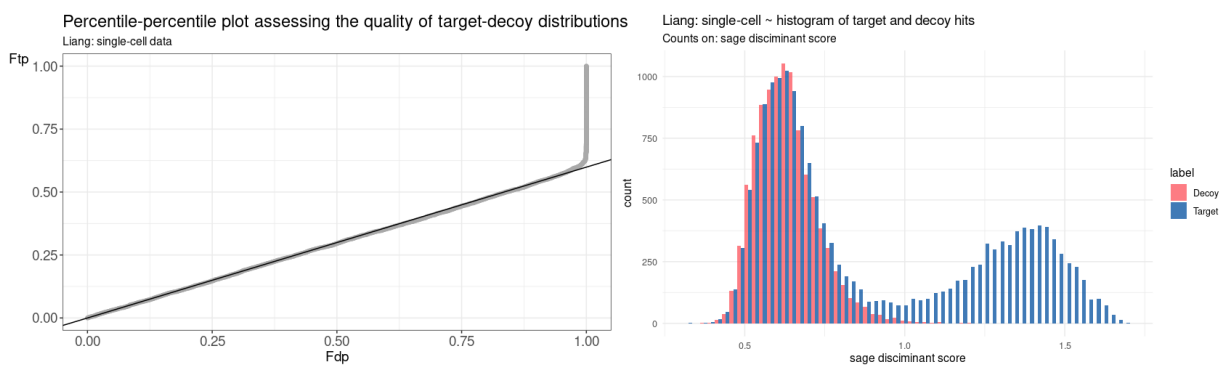 Percentile-percentile plot assessing the quality of target-decoy distributions
Liang: single-cell data
Ftp
1.00
0.75
0.50
0.25
0.00
0.00 0.25 0.50 0.75 1.00
Fdp
Liang: single-cell ~ histogram of target and decoy hits
Counts on: sage disciminant score
count
1000
750
500
250
0
0.5 1.0 1.5
sage disciminant score
label
Decoy
Target